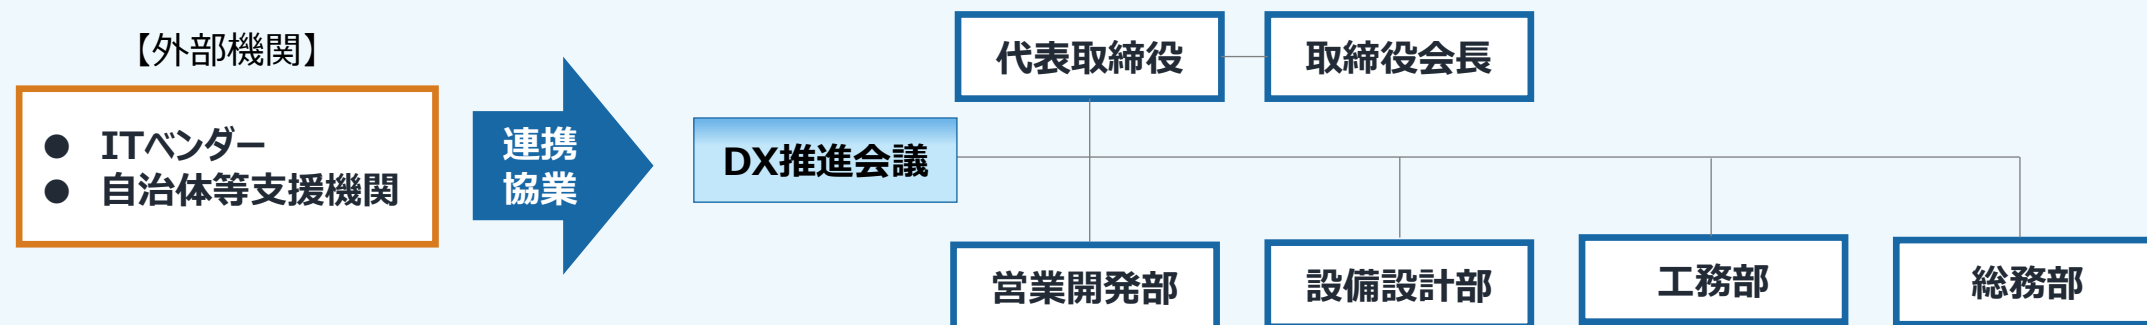 【外部機関】
● ITベンダー
● 自治体等支援機関
連携
協業
DX推進会議
代表取締役
取締役会長
営業開発部
設備設計部
工務部
総務部